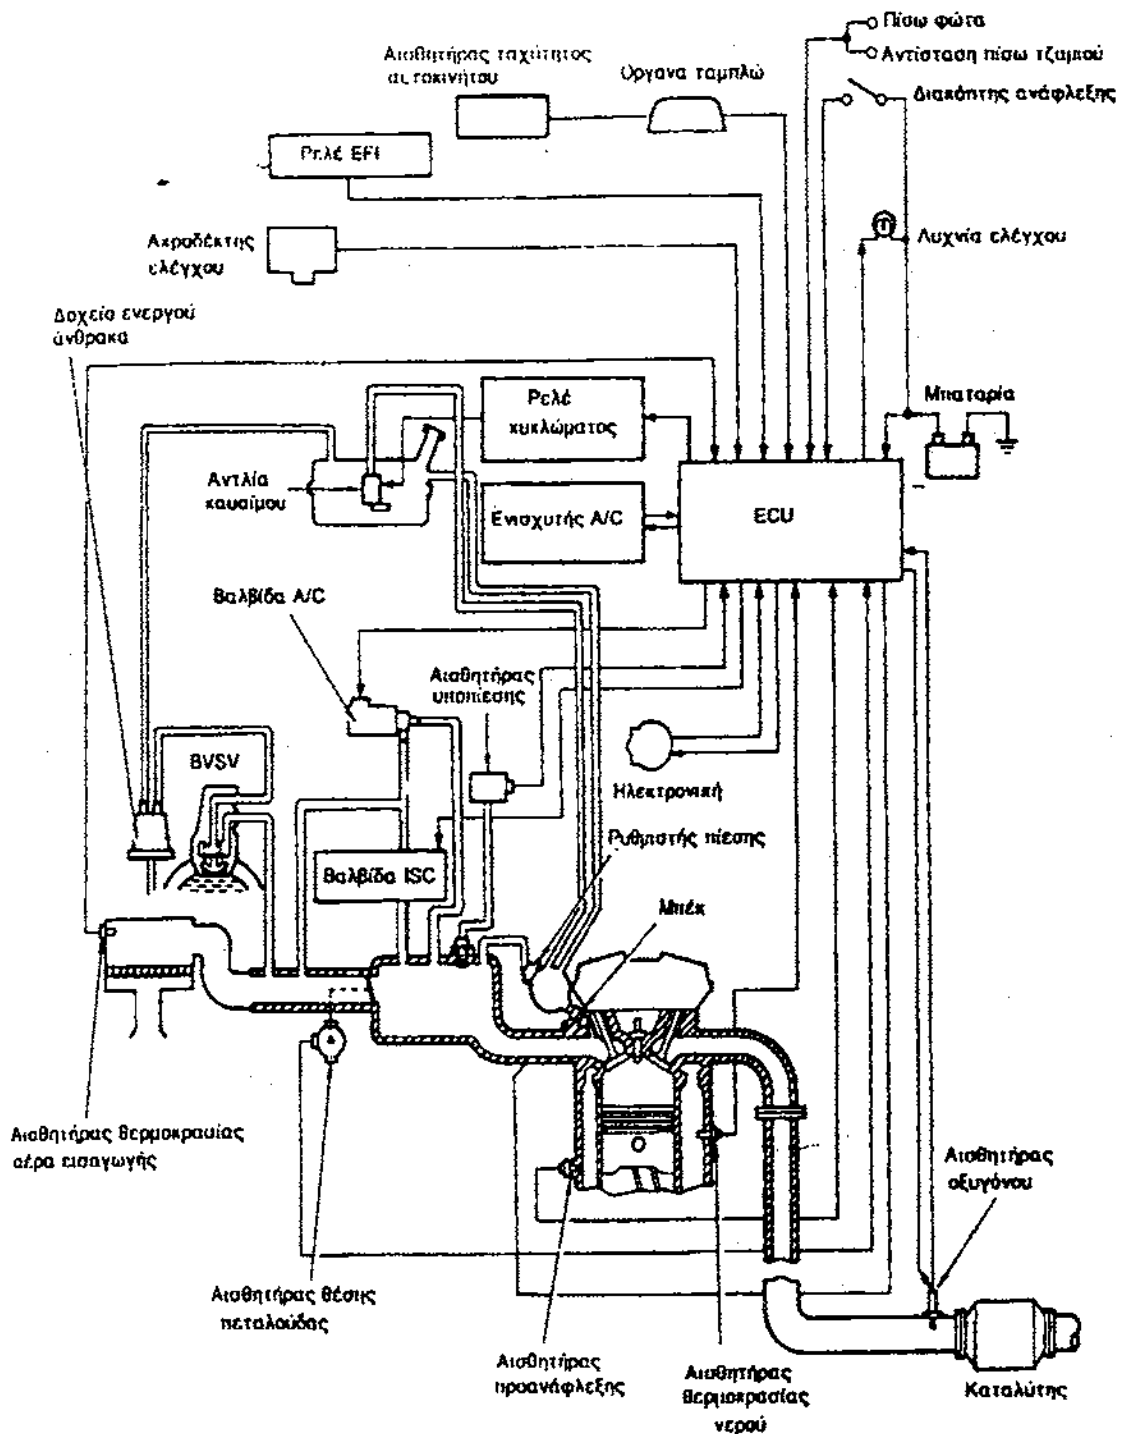 Πίσω φώτα
Αισθητήρας ταχύτητος
αυτοκινήτου
Όργανα ταμπλώ
Αντίσταση πίσω τζαμιού
Διακόπτης ανάφλεξης
Ρελέ EFI
Ακροδέκτης
ελέγχου
Λυχνία ελέγχου
Δοχείο ενεργού
άνθρακα
Ρελέ
κυκλώματος
Μπαταρία
Αντλία
καυσίμου
Ενισχυτής A/C
ECU
Βαλβίδα A/C
Αισθητήρας
υποπίεσης
BVSV
Ηλεκτρονική
Ρυθμιστής πίεσης
Βαλβίδα ISC
Μπέκ
Αισθητήρας θερμοκρασίας
αέρα εισαγωγής
Αισθητήρας
οξυγόνου
Αισθητήρας θέσης
πεταλούδας
Αισθητήρας
προανάφλεξης
Αισθητήρας
θερμοκρασίας
νερού
Καταλύτης